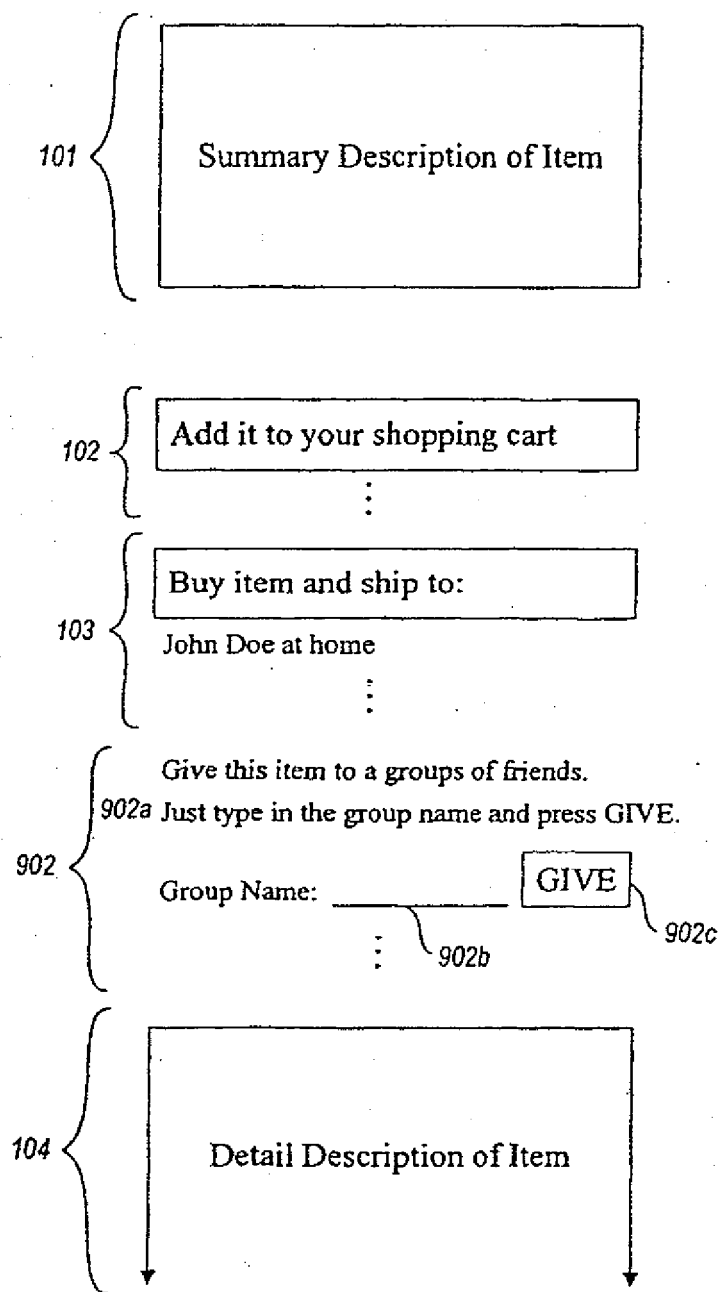 101
Summary Description of Item
102
Add it to your shopping cart
103
Buy item and ship to:
John Doe at home
902
Give this item to a groups of friends.
902a Just type in the group name and press GIVE.
Group Name: GIVE
902b
902c
104
Detail Description of Item